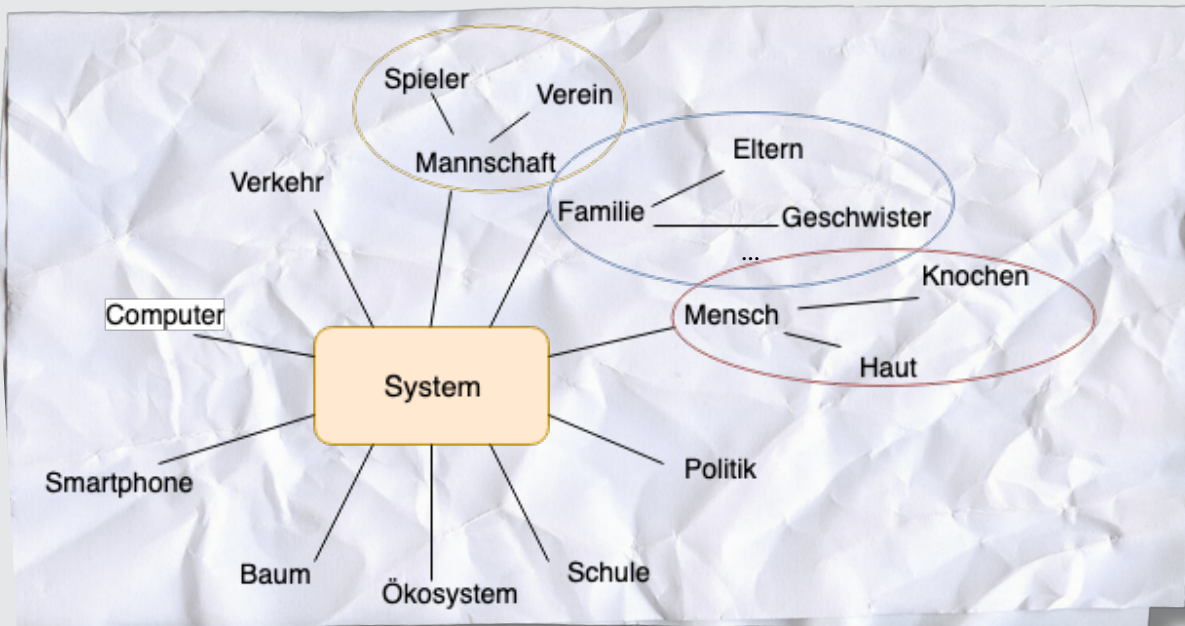 Spieler
Verein
Mannschaft
Eltern
Verkehr
Familie
Geschwister
...
Knochen
Computer
Mensch
Haut
System
Politik
Smartphone
Baum
Ökosystem
Schule